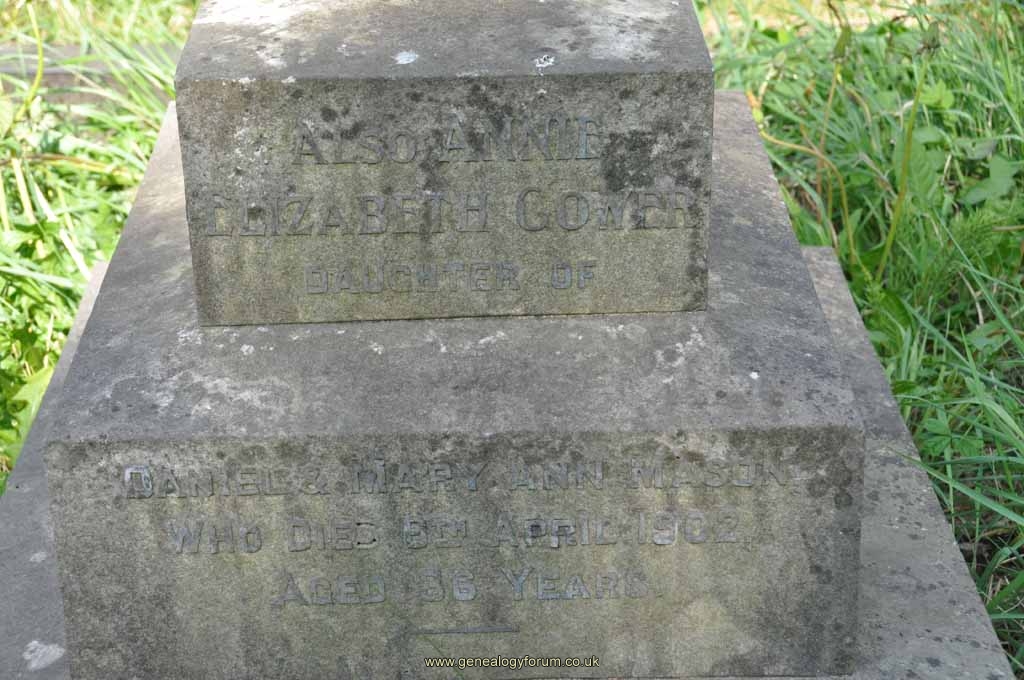 ALSO ANNIE
ELIZABETH GOWER
DAUGHTER OF
DANIEL & MARY ANN MASON,
WHO DIED 8TH APRIL 1902,
AGED 36 YEARS.
www.genealogyforum.co.uk